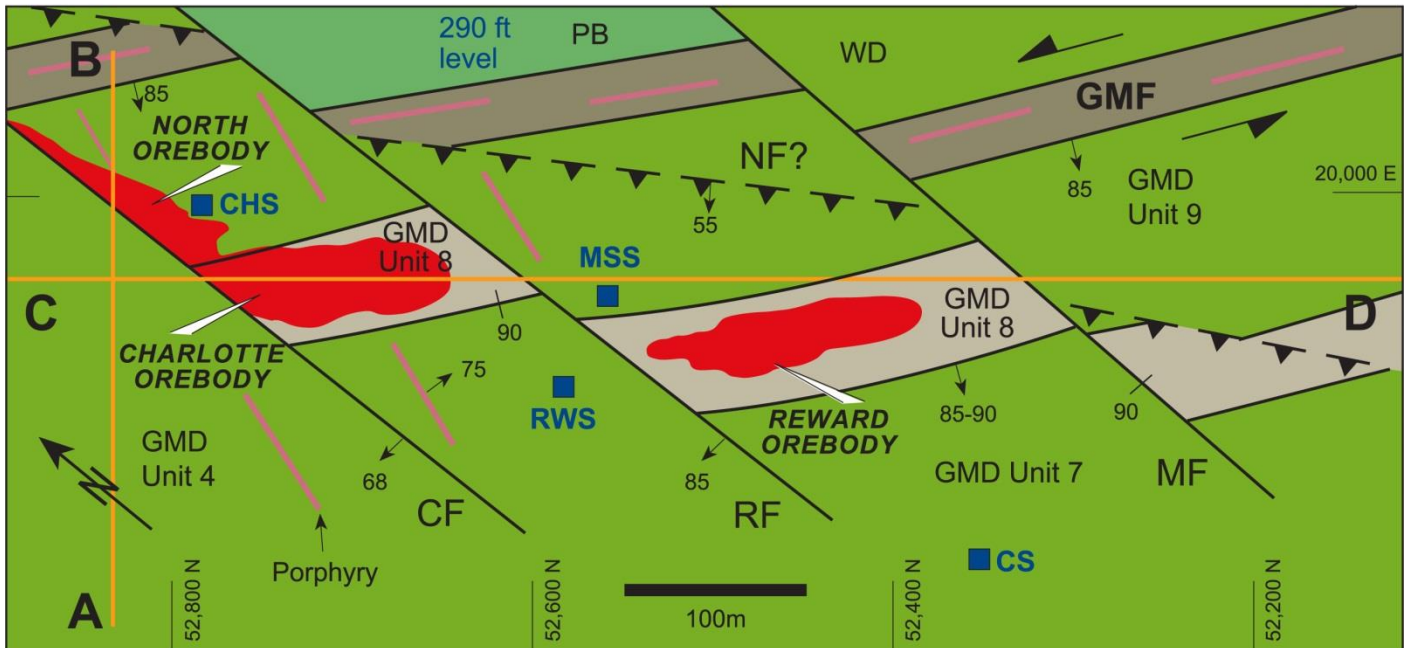 B
290 ft
level
PB
WD
GMF
85
NORTH
OREBODY
CHS
NF?
55
85
GMD
Unit 9
20,000 E
GMD
Unit 8
MSS
C
D
90
GMD
Unit 8
CHARLOTTE
OREBODY
75
RWS
REWARD
OREBODY
85-90
90
GMD
Unit 4
N
68
CF
85
RF
GMD Unit 7
MF
Porphyry
CS
A
52,800 N
52,600 N
100m
52,400 N
52,200 N